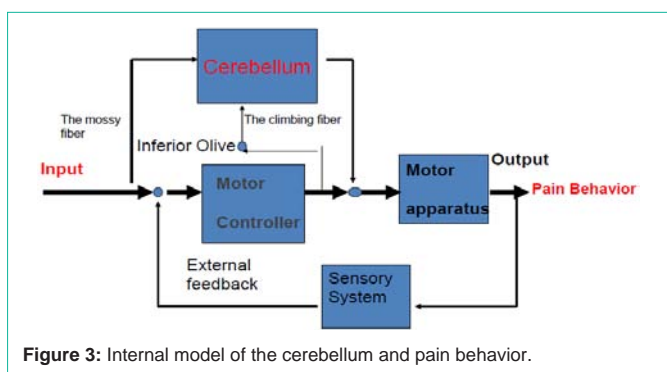 Cerebellum
The mossy
fiber
The climbing fiber
Inferior Olive
Input
Motor
Controller
Motor
apparatus
Output
Pain Behavior
External
feedback
Sensory
System
Figure 3: Internal model of the cerebellum and pain behavior.